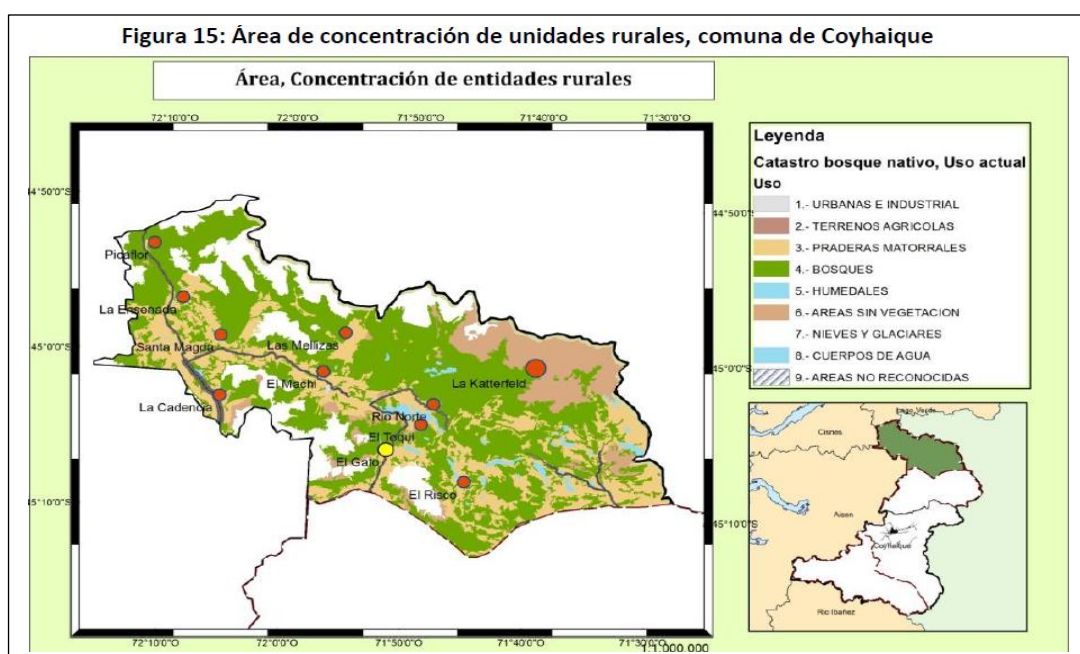 Figura 15: Área de concentración de unidades rurales, comuna de Coyhaique
Área, Concentración de entidades rurales
72°10'0"O 72°0'0"O 71°50'0"O 71°40'0"O 71°30'0"O
44°50'0"S
44°50'0"S
Picaflor
La Ensenada
Santa Magda
Las Mellizas
45°0'0"S
45°0'0"S
El Machi
La Katterfeld
La Cadencia
Rio Norte
El Toqui
El Gato
El Risco
45°10'0"S
45°10'0"S
72°10'0"O 72°0'0"O 71°50'0"O 71°40'0"O 71°30'0"O
1:1.000.000
Leyenda
Catastro bosque nativo, Uso actual
Uso
1.- URBANAS E INDUSTRIAL
2.- TERRENOS AGRICOLAS
3.- PRADERAS MATORRALES
4.- BOSQUES
5.- HUMEDALES
6.- AREAS SIN VEGETACION
7.- NIEVES Y GLACIARES
8.- CUERPOS DE AGUA
9.- AREAS NO RECONOCIDAS
Lago Verde
Cisnes
Aisen
Coyhaique
Rio Ibañez